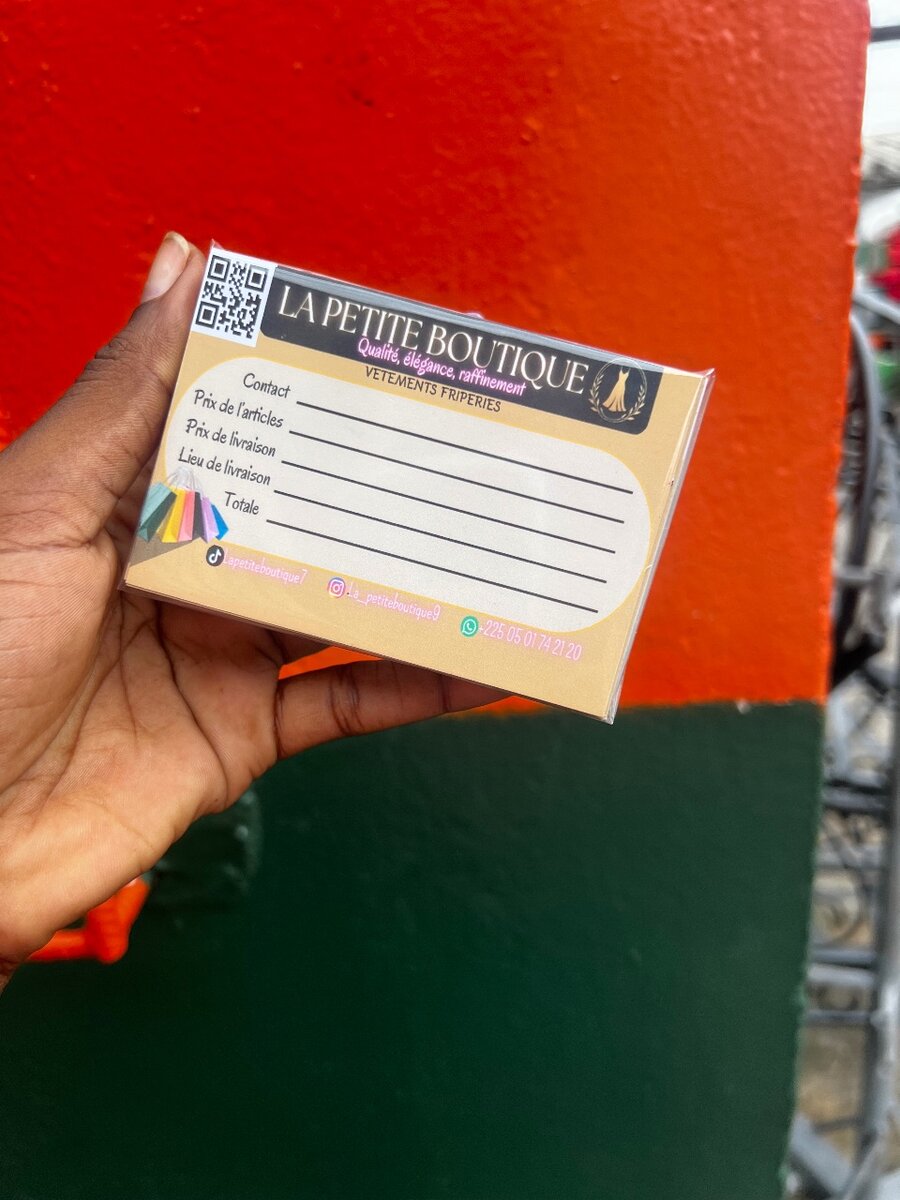 LA PETITE BOUTIQUE
Qualité, élégance, raffinement
VETEMENTS FRIPERIES
Contact
Prix de l'articles
Prix de livraison
Lieu de livraison
Totale
Lapetiteboutique7
La_petiteboutique9
+225 05 01 74 21 20